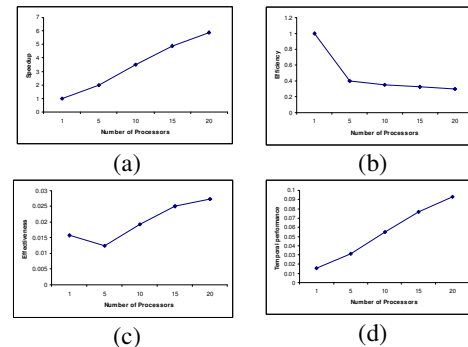 7
6
5
4
3
2
1
0
Speedup
1 5 10 15 20
Number of Processors
(a)
1.2
1
0.8
0.6
0.4
0.2
0
Efficiency
1 5 10 15 20
Number of Processors
(b)
0.03
0.025
0.02
0.015
0.01
0.005
0
Effectiveness
1 5 10 15 20
Number of Processors
(c)
0.1
0.09
0.08
0.07
0.06
0.05
0.04
0.03
0.02
0.01
0
Temporal performance
1 5 10 15 20
Number of Processors
(d)